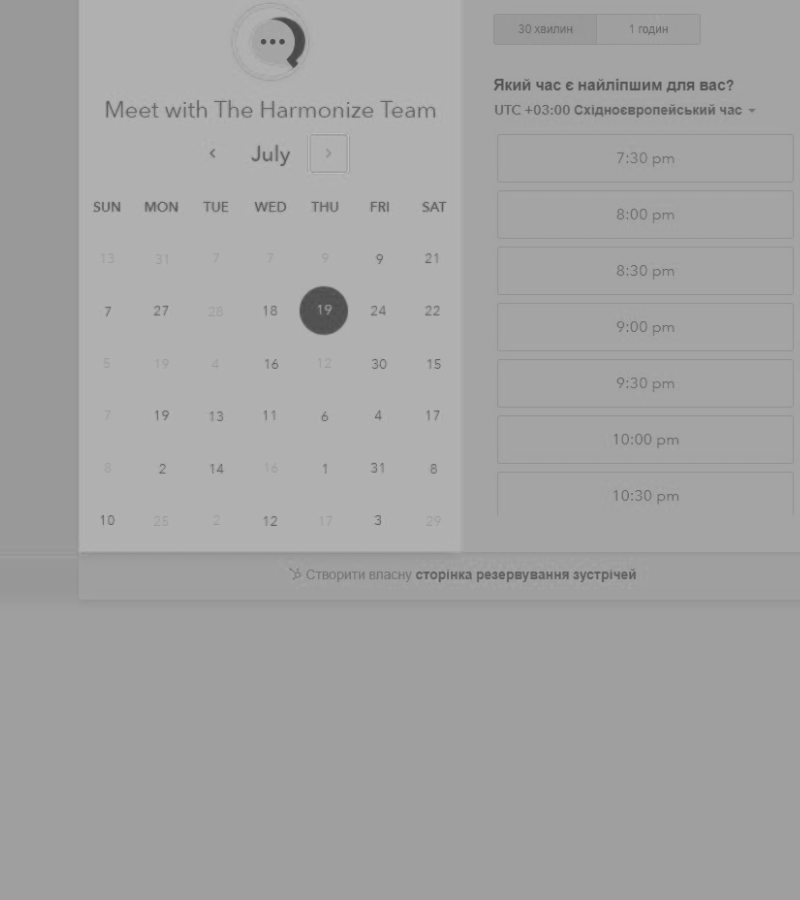 Meet with The Harmonize Team
July
SUN MON TUE WED THU FRI SAT
13 31 7 7 9 9 21
7 27 28 18 19 24 22
5 19 4 16 12 30 15
7 19 13 11 6 4 17
8 2 14 16 1 31 8
10 25 2 12 17 3 29
30 хвилин 1 годин
Який час є найліпшим для вас?
UTC +03:00 Східноєвропейський час
7:30 pm
8:00 pm
8:30 pm
9:00 pm
9:30 pm
10:00 pm
10:30 pm
Створити власну сторінка резервування зустрічей